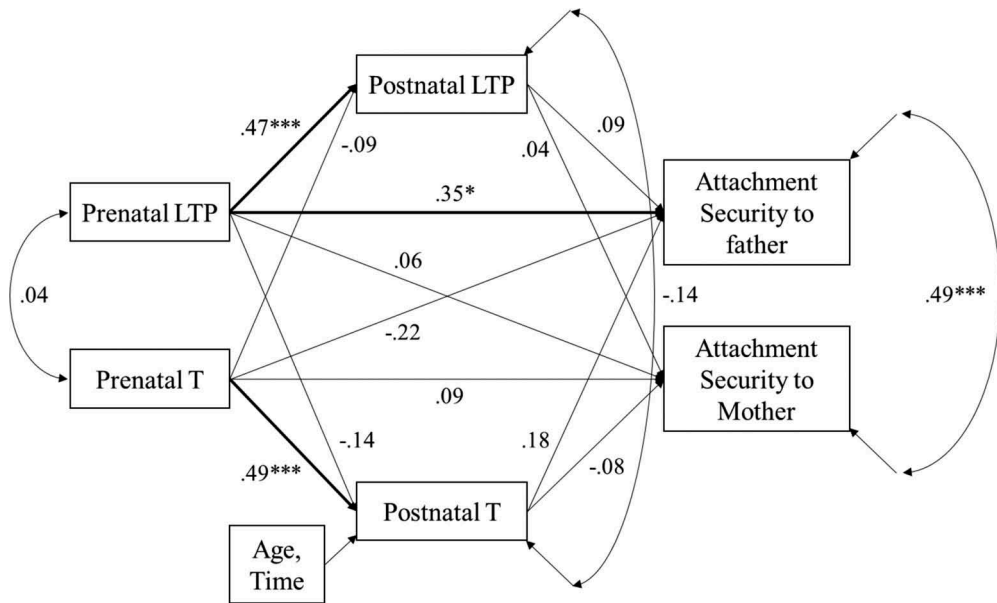 Postnatal LTP
.47***
-.09
.09
.04
Prenatal LTP
.35*
Attachment
Security to
father
.04
.06
-.14
.49***
-.22
Prenatal T
.09
Attachment
Security to
Mother
-.14
.18
-.08
.49***
Postnatal T
Age,
Time